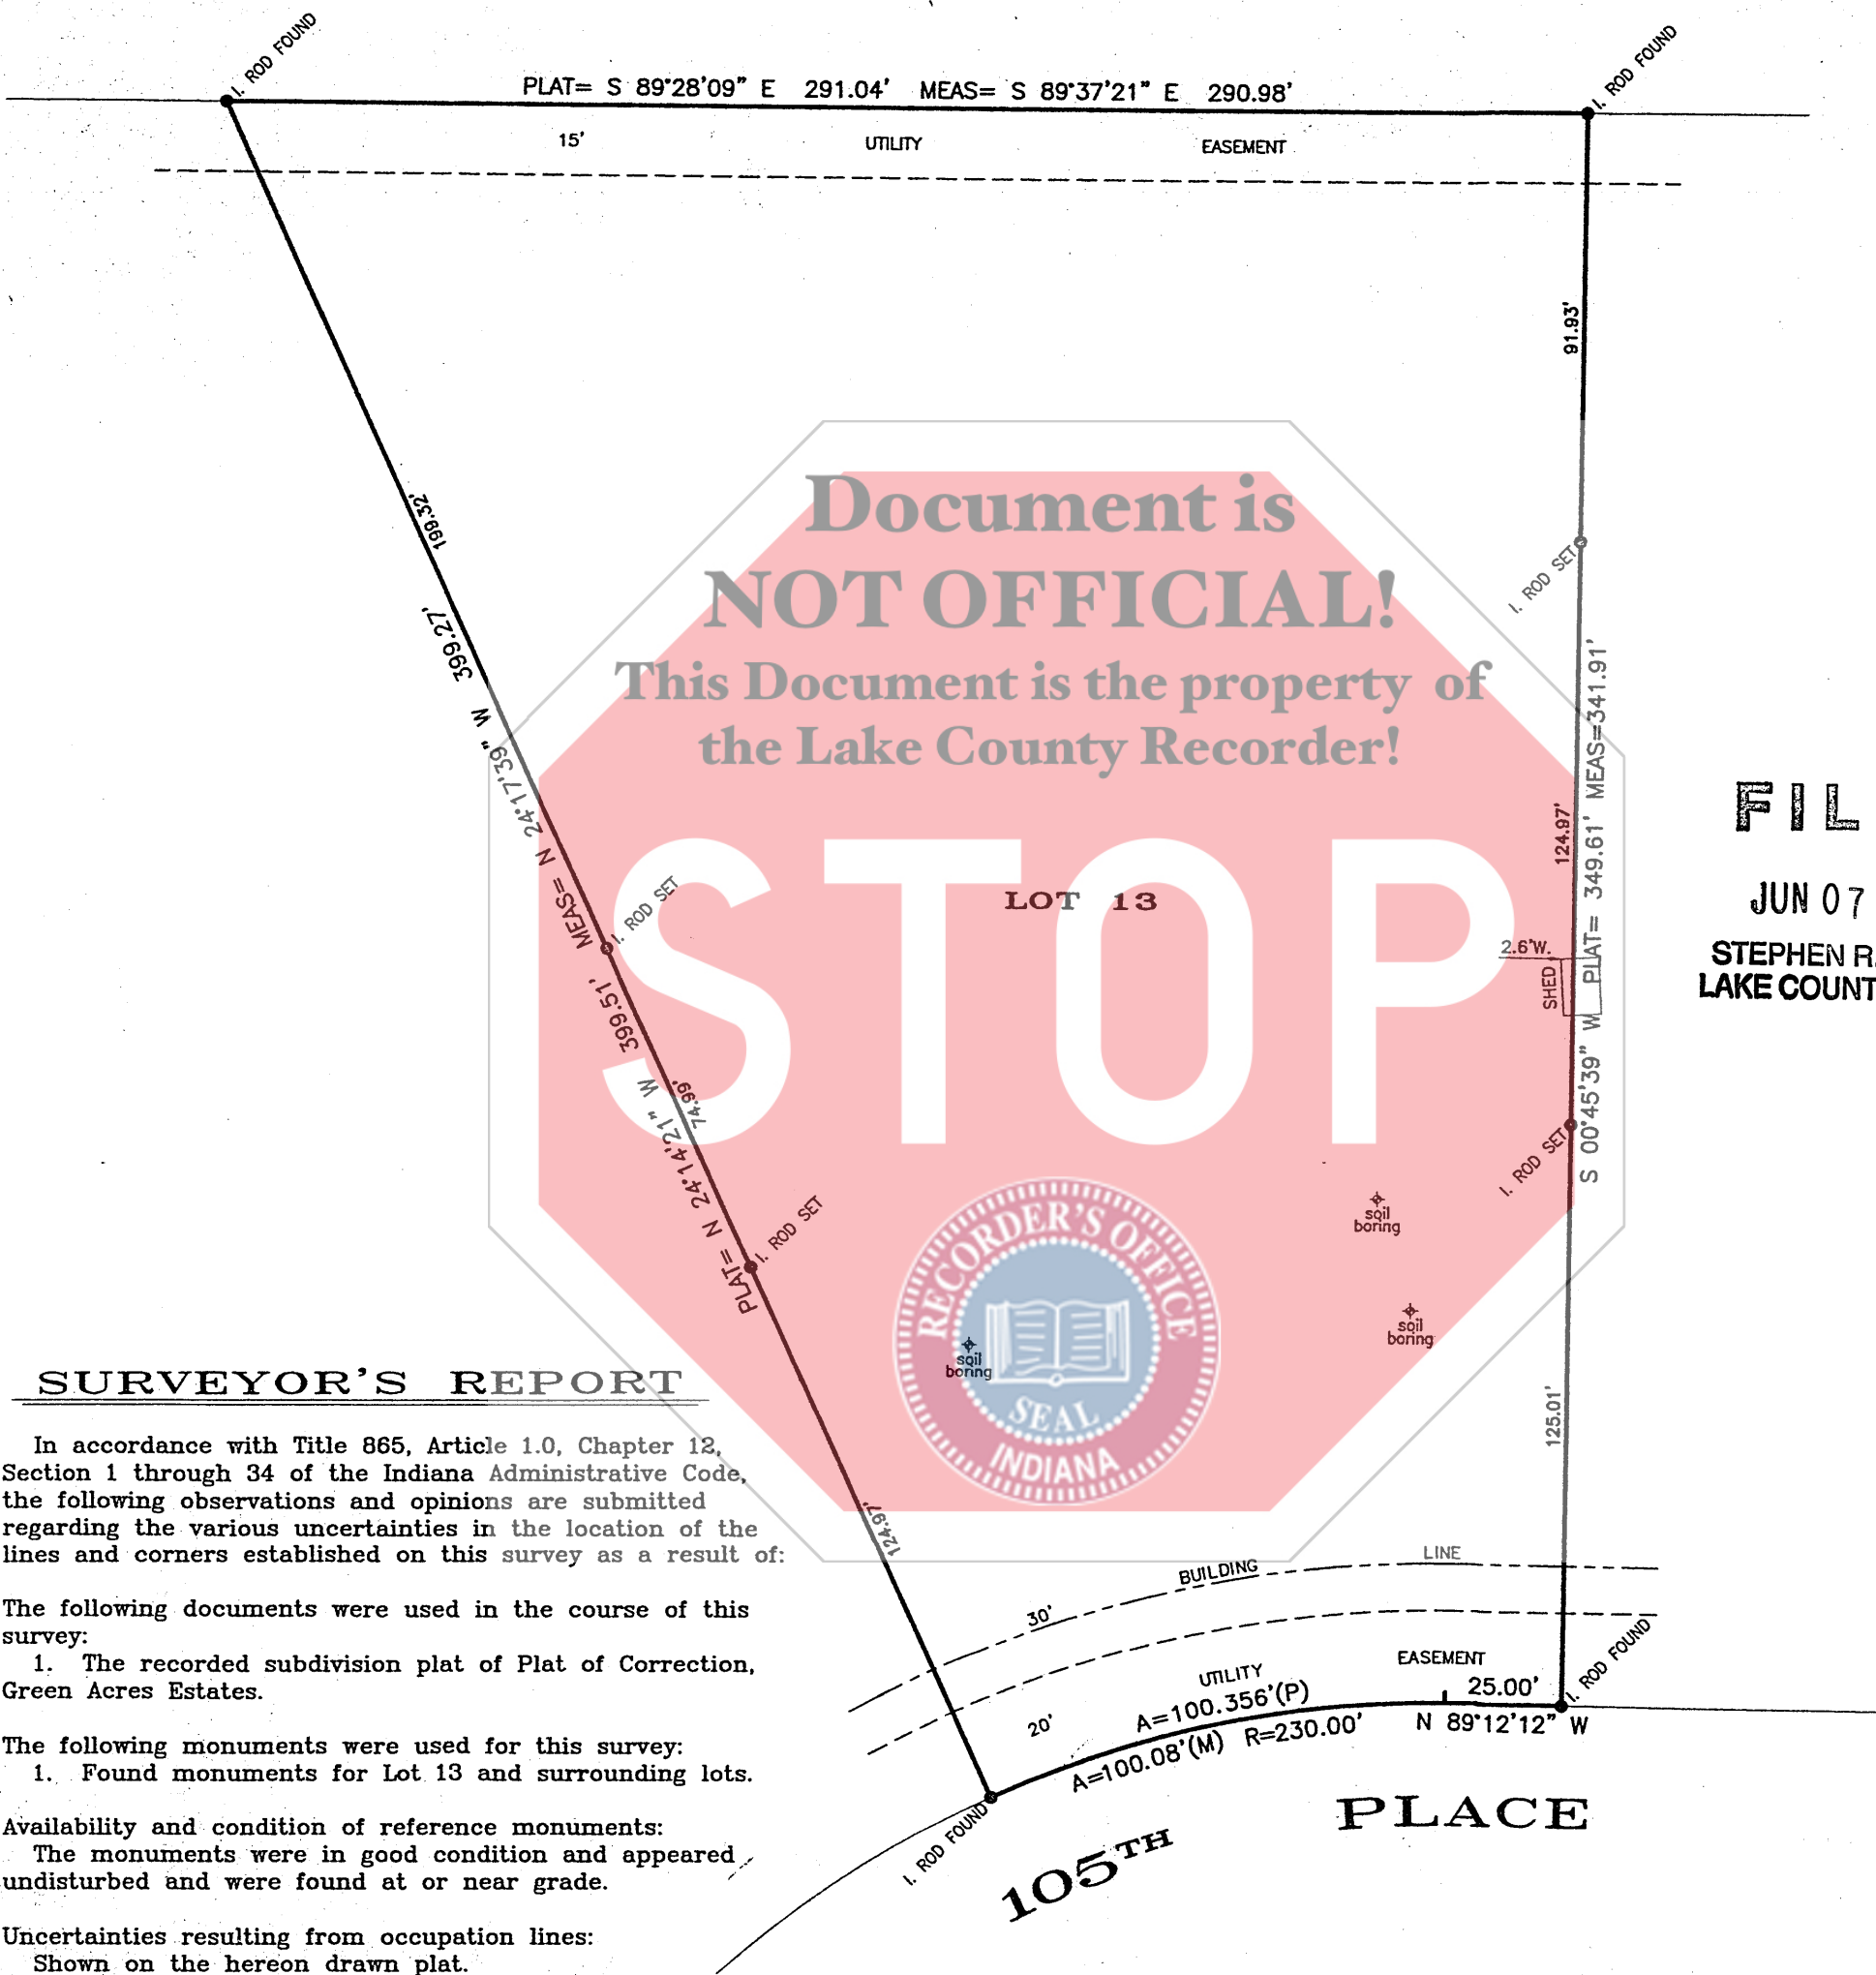 I. ROD FOUND
I. ROD FOUND
PLAT= S 89°28'09" E 291.04' MEAS= S 89°37'21" E 290.98'
15' UTILITY EASEMENT
91.93'
199.32'
399.27'
MEAS= N 24°17'39" W
Document is
NOT OFFICIAL!
This Document is the property of
the Lake County Recorder!
STOP
I. ROD SET
S 00°45'39" W PLAT= 349.61' MEAS=341.91'
124.97'
FIL
JUN 07
STEPHEN R.
LAKE COUNT
LOT 13
I. ROD SET
2.6'W.
SHED
399.51'
PLAT= N 24°14'21" W
74.99'
I. ROD SET
I. ROD SET
soil
boring
soil
boring
soil
boring
RECORDER'S OFFICE
SEAL
INDIANA
125.01'
124.97'
SURVEYOR'S REPORT
In accordance with Title 865, Article 1.0, Chapter 12,
Section 1 through 34 of the Indiana Administrative Code,
the following observations and opinions are submitted
regarding the various uncertainties in the location of the
lines and corners established on this survey as a result of:
The following documents were used in the course of this
survey:
1. The recorded subdivision plat of Plat of Correction,
Green Acres Estates.
The following monuments were used for this survey:
1. Found monuments for Lot 13 and surrounding lots.
Availability and condition of reference monuments:
The monuments were in good condition and appeared
undisturbed and were found at or near grade.
Uncertainties resulting from occupation lines:
Shown on the hereon drawn plat.
30' BUILDING LINE
20' UTILITY EASEMENT
A=100.356'(P)
A=100.08'(M) R=230.00'
25.00'
N 89°12'12" W
I. ROD FOUND
I. ROD FOUND
105TH PLACE